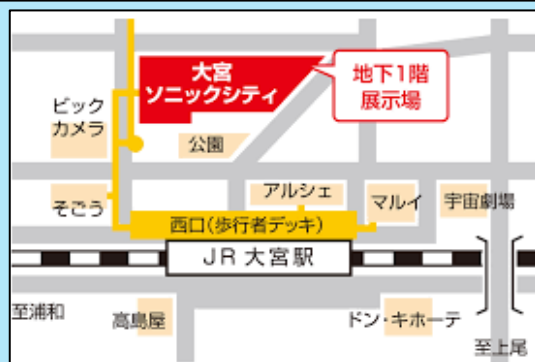 大宮
ソニックシティ
地下1階
展示場
ビック
カメラ
公園
そごう
アルシェ
マルイ
宇宙劇場
西口(歩行者デッキ)
JR大宮駅
至浦和
高島屋
ドン・キホーテ
至上尾